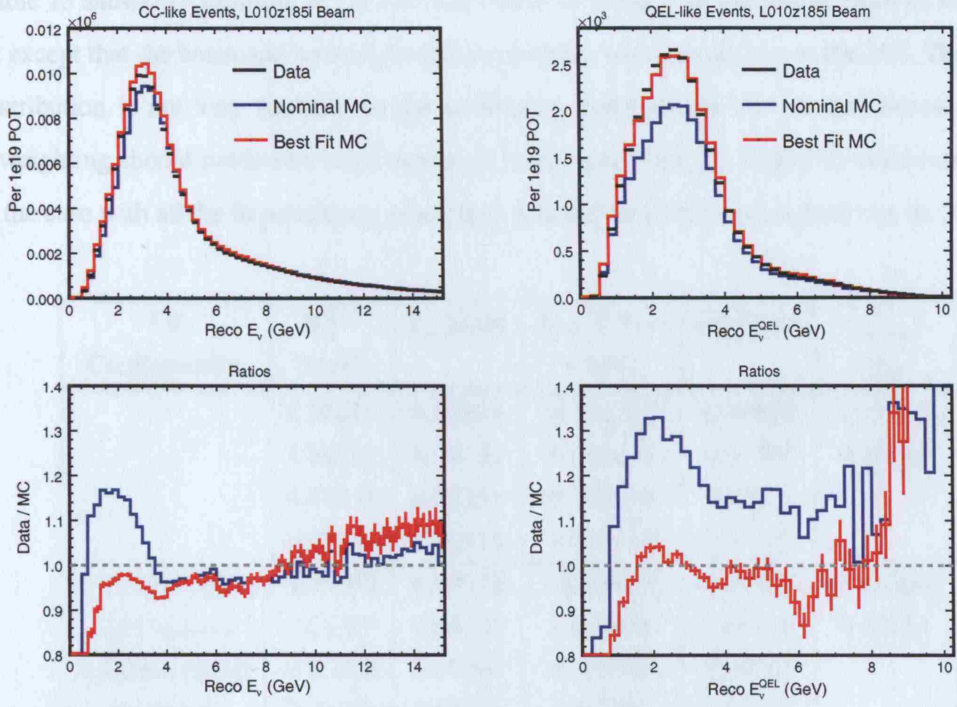 CC-like Events, L010z185i Beam
×10⁶
0.012
0.010
0.008
0.006
0.004
0.002
0.000
Per 1e19 POT
Data
Nominal MC
Best Fit MC
0 2 4 6 8 10 12 14
Reco Eν (GeV)
QEL-like Events, L010z185i Beam
×10⁻⁶
2.5
2.0
1.5
1.0
0.5
0.0
Per 1e19 POT
Data
Nominal MC
Best Fit MC
0 2 4 6 8 10
Reco Eν^QEL (GeV)
Ratios
1.4
1.3
1.2
1.1
1.0
0.9
0.8
Data / MC
0 2 4 6 8 10 12 14
Reco Eν (GeV)
Ratios
1.4
1.3
1.2
1.1
1.0
0.9
0.8
Data / MC
0 2 4 6 8 10
Reco Eν^QEL (GeV)